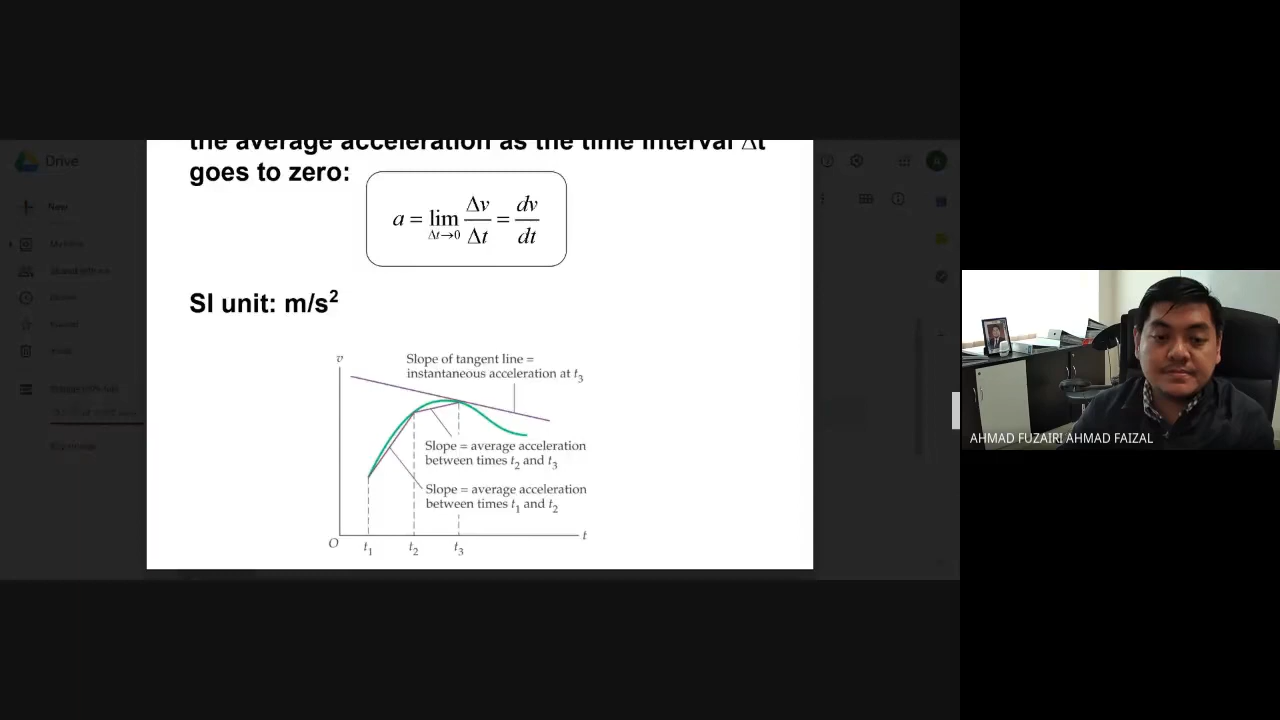 the average acceleration as the time interval Δt
goes to zero:
a = lim Δt→0 Δv/Δt = dv/dt
SI unit: m/s²
v
Slope of tangent line =
instantaneous acceleration at t₃
Slope = average acceleration
between times t₂ and t₃
Slope = average acceleration
between times t₁ and t₂
O t₁ t₂ t₃ t
Drive
New
AHMAD FUZAIRI AHMAD FAIZAL